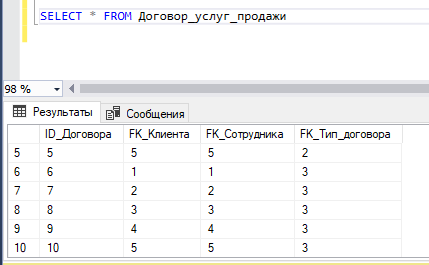 SELECT * FROM Договор_услуг_продажи
98 %
Результаты Сообщения
ID_Договора FK_Клиента FK_Сотрудника FK_Тип_договора
5 5 5 5 2
6 6 1 1 3
7 7 2 2 3
8 8 3 3 3
9 9 4 4 3
10 10 5 5 3